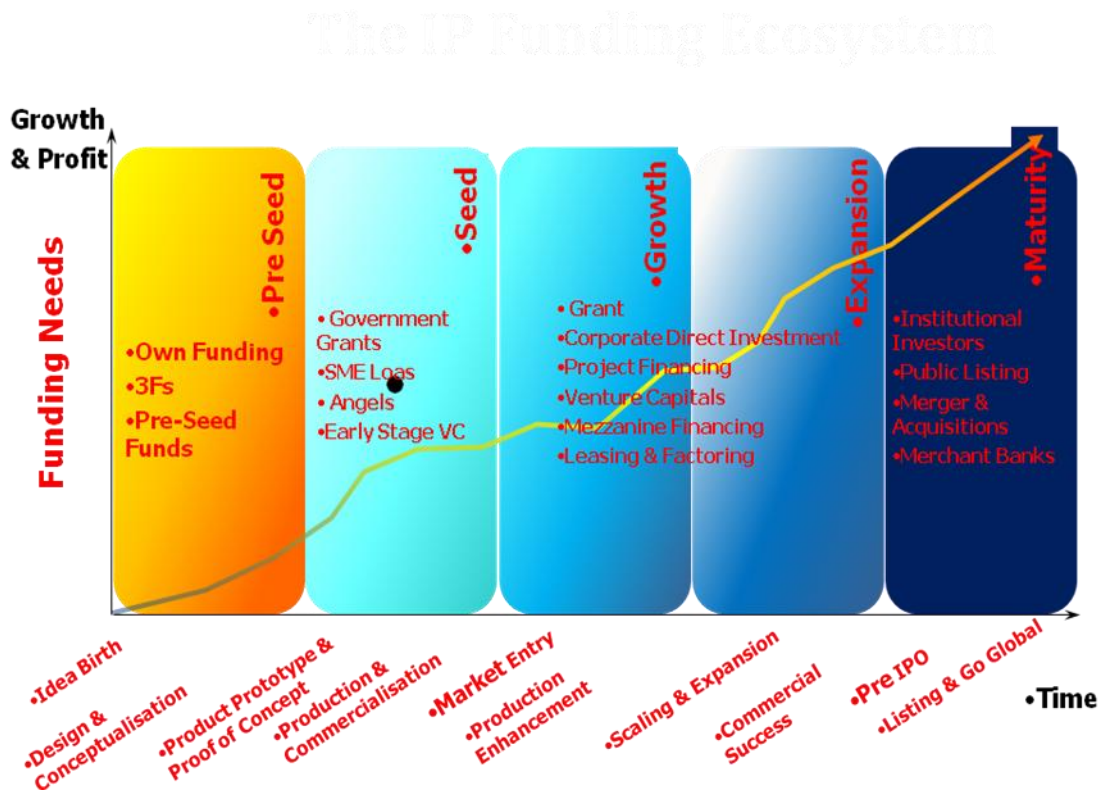 The IP Funding Ecosystem
Growth
& Profit
Funding Needs
•Pre Seed
•Own Funding
•3Fs
•Pre-Seed
Funds
•Seed
• Government
Grants
•SME Loas
• Angels
•Early Stage VC
•Growth
• Grant
•Corporate Direct Investment
•Project Financing
•Venture Capitals
•Mezzanine Financing
•Leasing & Factoring
•Expansion
•Maturity
•Institutional
Investors
•Public Listing
•Merger &
Acquisitions
•Merchant Banks
•Idea Birth
•Design &
Conceptualisation
•Product Prototype &
Proof of Concept
•Production &
Commercialisation
•Market Entry
•Production
Enhancement
•Scaling & Expansion
•Commercial
Success
•Pre IPO
•Listing & Go Global
•Time